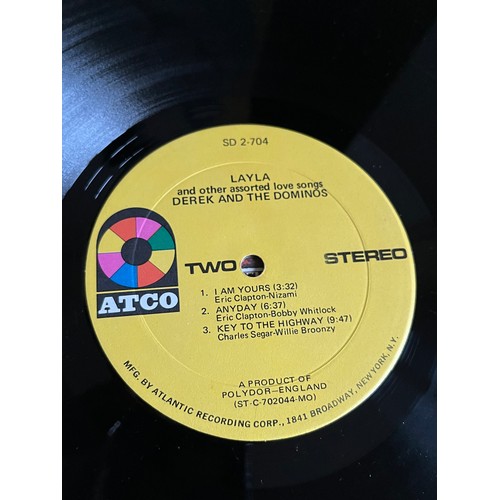 SD 2-704
LAYLA
and other assorted love songs
DEREK AND THE DOMINOS
ATCO
TWO
STEREO
1. I AM YOURS (3:32)
Eric Clapton-Nizami
2. ANYDAY (6:37)
Eric Clapton-Bobby Whitlock
3. KEY TO THE HIGHWAY (9:47)
Charles Segar-Willie Broonzy
A PRODUCT OF
POLYDOR—ENGLAND
(ST-C-702044-MO)
MFG. BY ATLANTIC RECORDING CORP., 1841 BROADWAY, NEW YORK, N.Y.